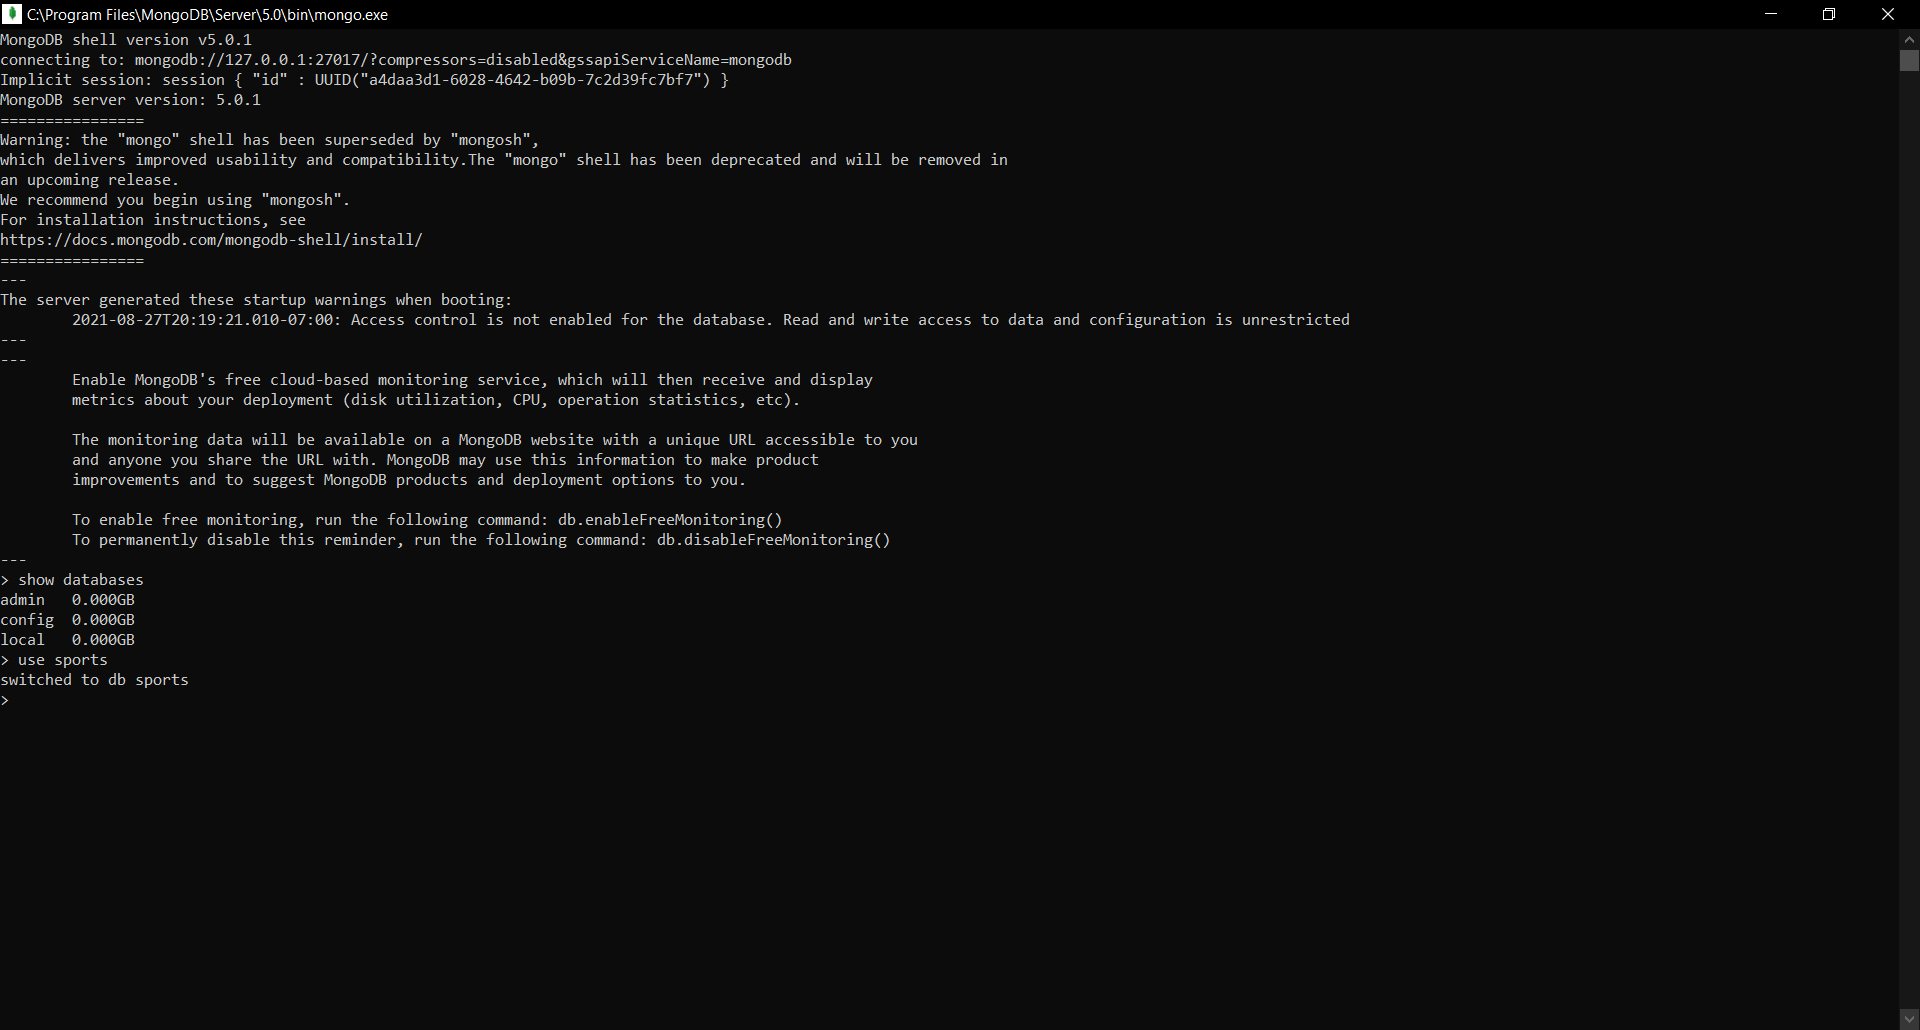 C:\Program Files\MongoDB\Server\5.0\bin\mongo.exe
MongoDB shell version v5.0.1
connecting to: mongodb://127.0.0.1:27017/?compressors=disabled&gssapiServiceName=mongodb
Implicit session: session { "id" : UUID("a4daa3d1-6028-4642-b09b-7c2d39fc7bf7") }
MongoDB server version: 5.0.1
================
Warning: the "mongo" shell has been superseded by "mongosh",
which delivers improved usability and compatibility.The "mongo" shell has been deprecated and will be removed in
an upcoming release.
We recommend you begin using "mongosh".
For installation instructions, see
https://docs.mongodb.com/mongodb-shell/install/
================
---
The server generated these startup warnings when booting:
        2021-08-27T20:19:21.010-07:00: Access control is not enabled for the database. Read and write access to data and configuration is unrestricted
---
---
        Enable MongoDB's free cloud-based monitoring service, which will then receive and display
        metrics about your deployment (disk utilization, CPU, operation statistics, etc).

        The monitoring data will be available on a MongoDB website with a unique URL accessible to you
        and anyone you share the URL with. MongoDB may use this information to make product
        improvements and to suggest MongoDB products and deployment options to you.

        To enable free monitoring, run the following command: db.enableFreeMonitoring()
        To permanently disable this reminder, run the following command: db.disableFreeMonitoring()
---
> show databases
admin   0.000GB
config  0.000GB
local   0.000GB
> use sports
switched to db sports
>